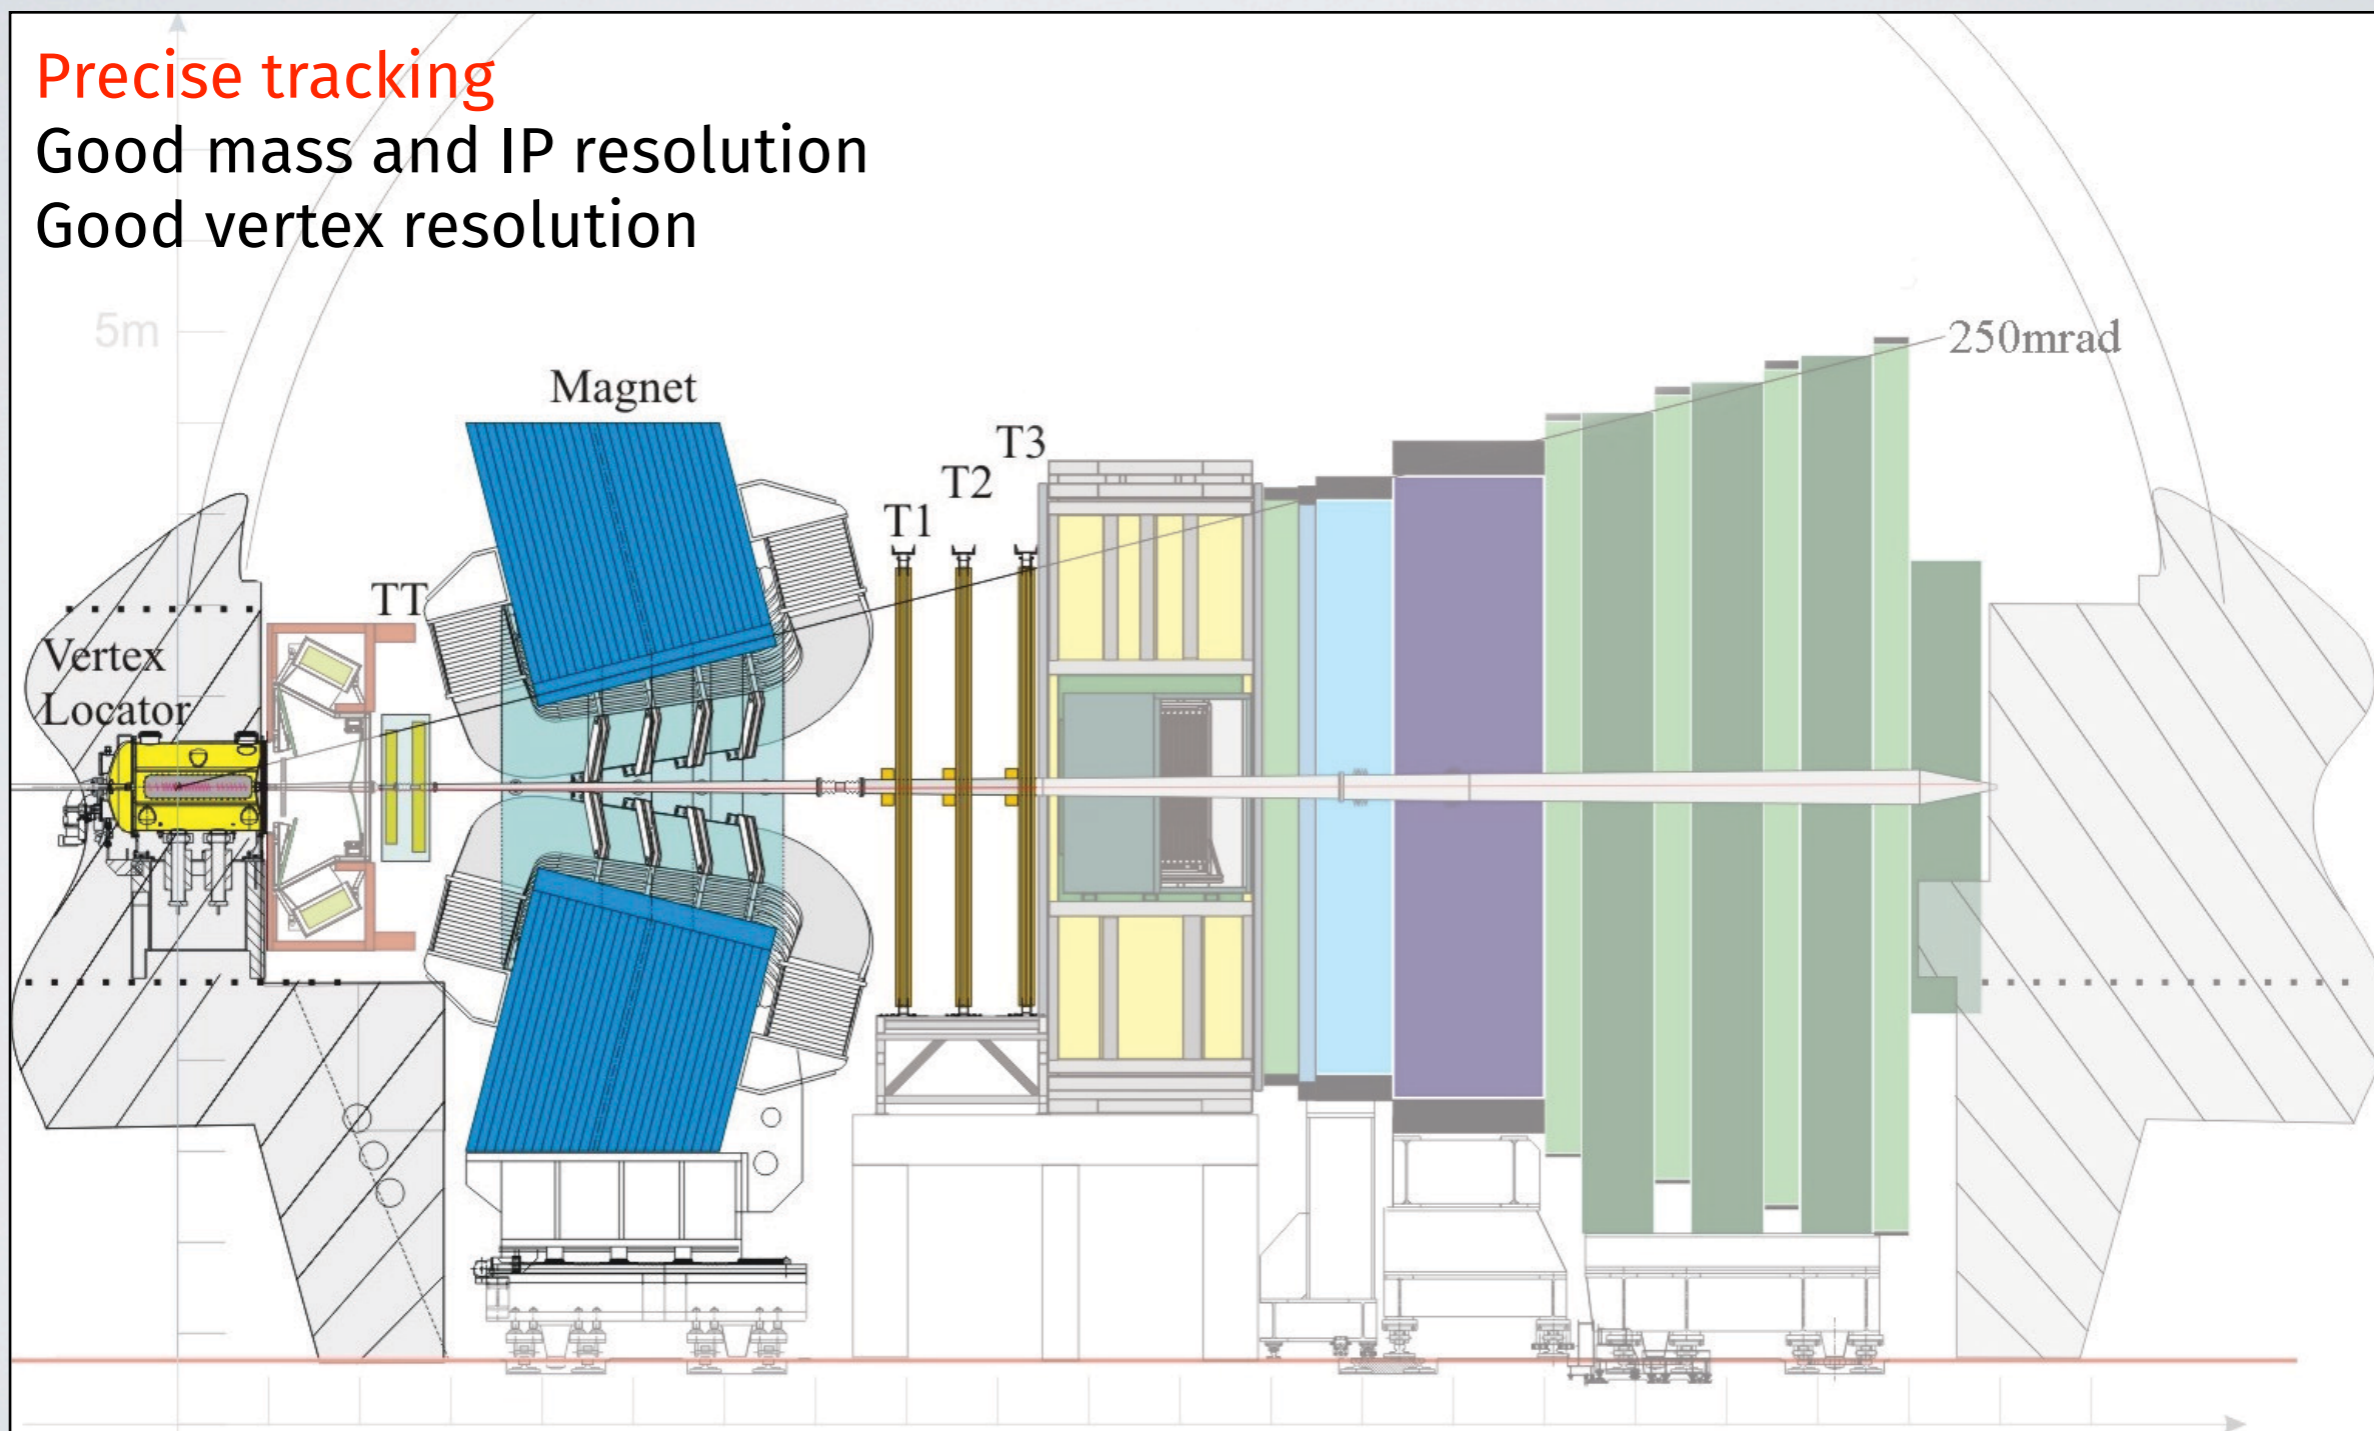 Precise tracking
Good mass and IP resolution
Good vertex resolution
5m
250mrad
Magnet
T3
T2
T1
TT
Vertex
Locator